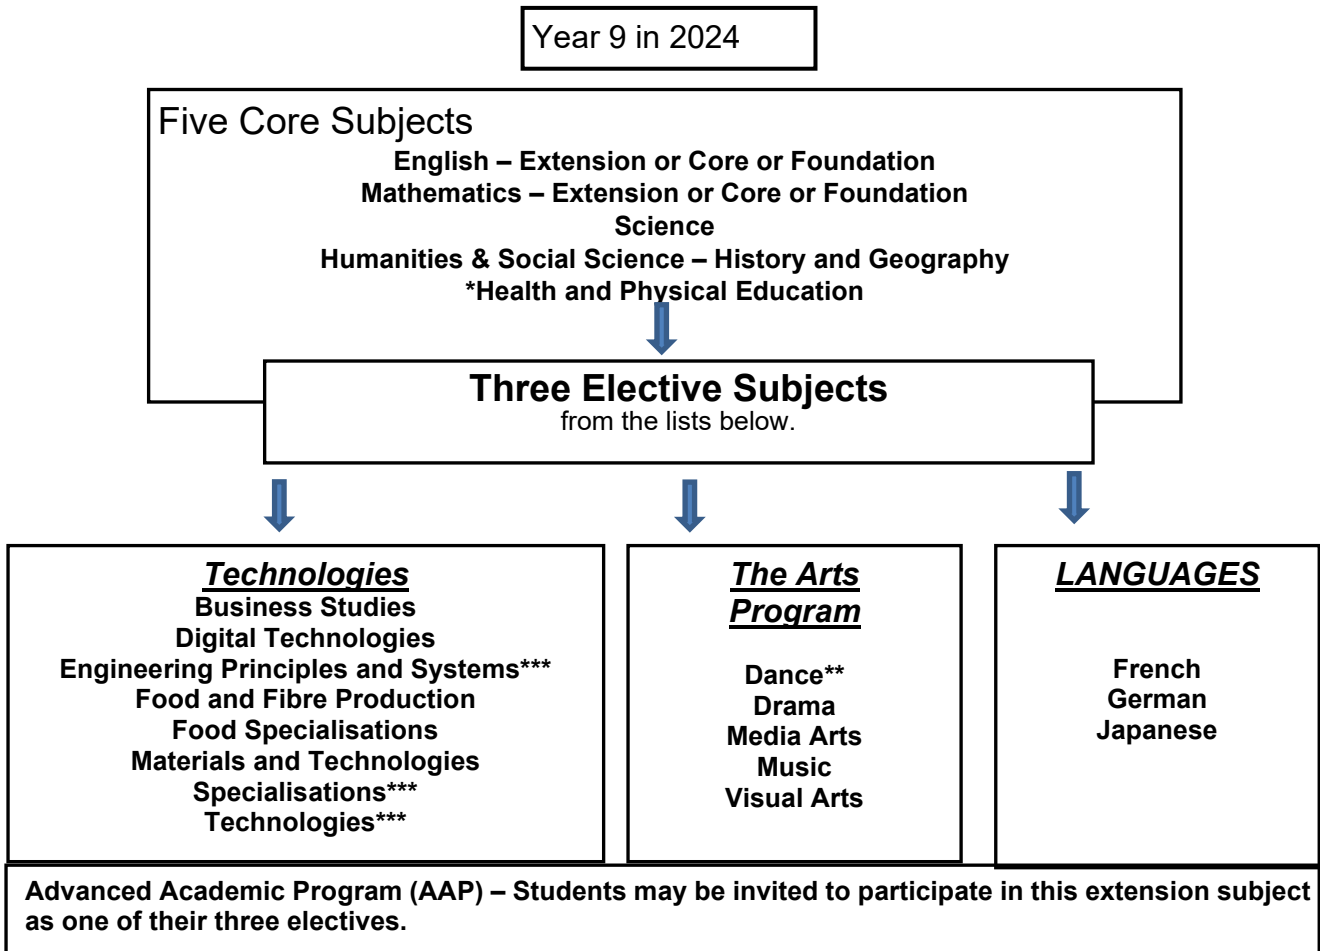 Year 9 in 2024
Five Core Subjects
English – Extension or Core or Foundation
Mathematics – Extension or Core or Foundation
Science
Humanities & Social Science – History and Geography
*Health and Physical Education
Three Elective Subjects
from the lists below.
Technologies
Business Studies
Digital Technologies
Engineering Principles and Systems***
Food and Fibre Production
Food Specialisations
Materials and Technologies
Specialisations***
Technologies***
The Arts
Program
Dance**
Drama
Media Arts
Music
Visual Arts
LANGUAGES
French
German
Japanese
Advanced Academic Program (AAP) – Students may be invited to participate in this extension subject
as one of their three electives.